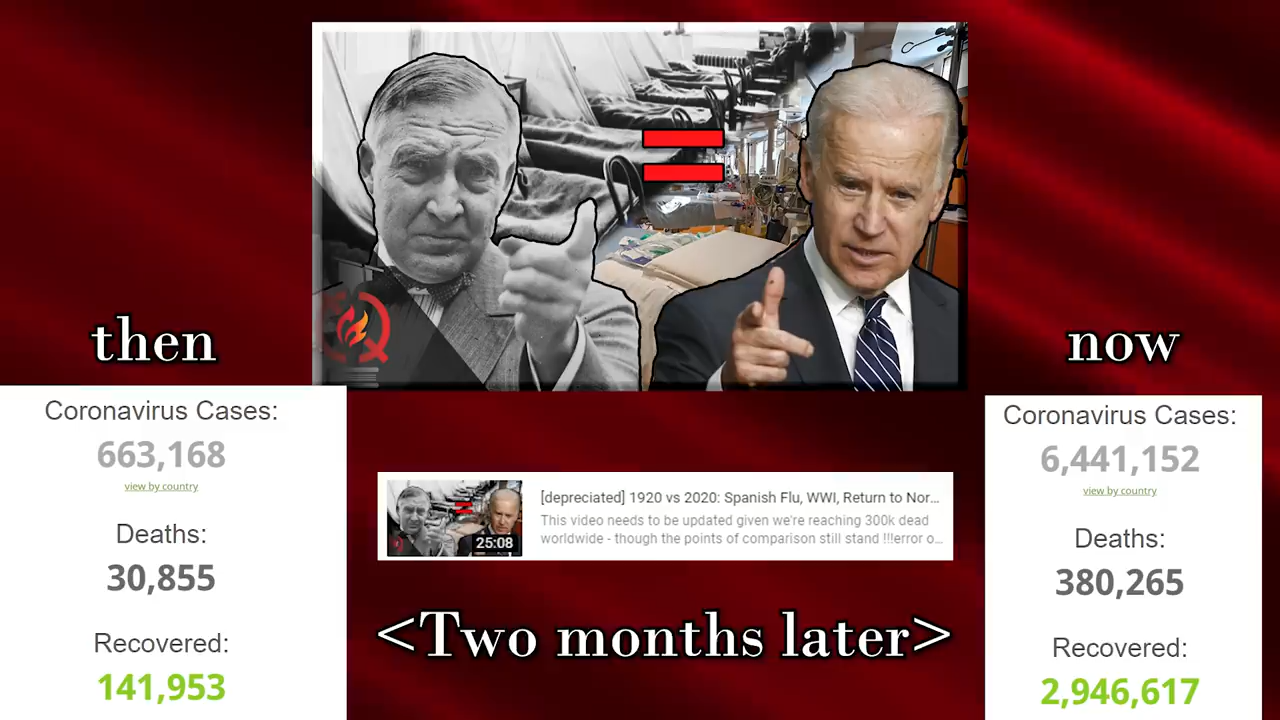 then
now
Coronavirus Cases:
663,168
view by country
Deaths:
30,855
Recovered:
141,953
25:08
[depreciated] 1920 vs 2020: Spanish Flu, WWI, Return to Nor...
This video needs to be updated given we're reaching 300k dead
worldwide - though the points of comparison still stand !!!error o...
<Two months later>
Coronavirus Cases:
6,441,152
view by country
Deaths:
380,265
Recovered:
2,946,617